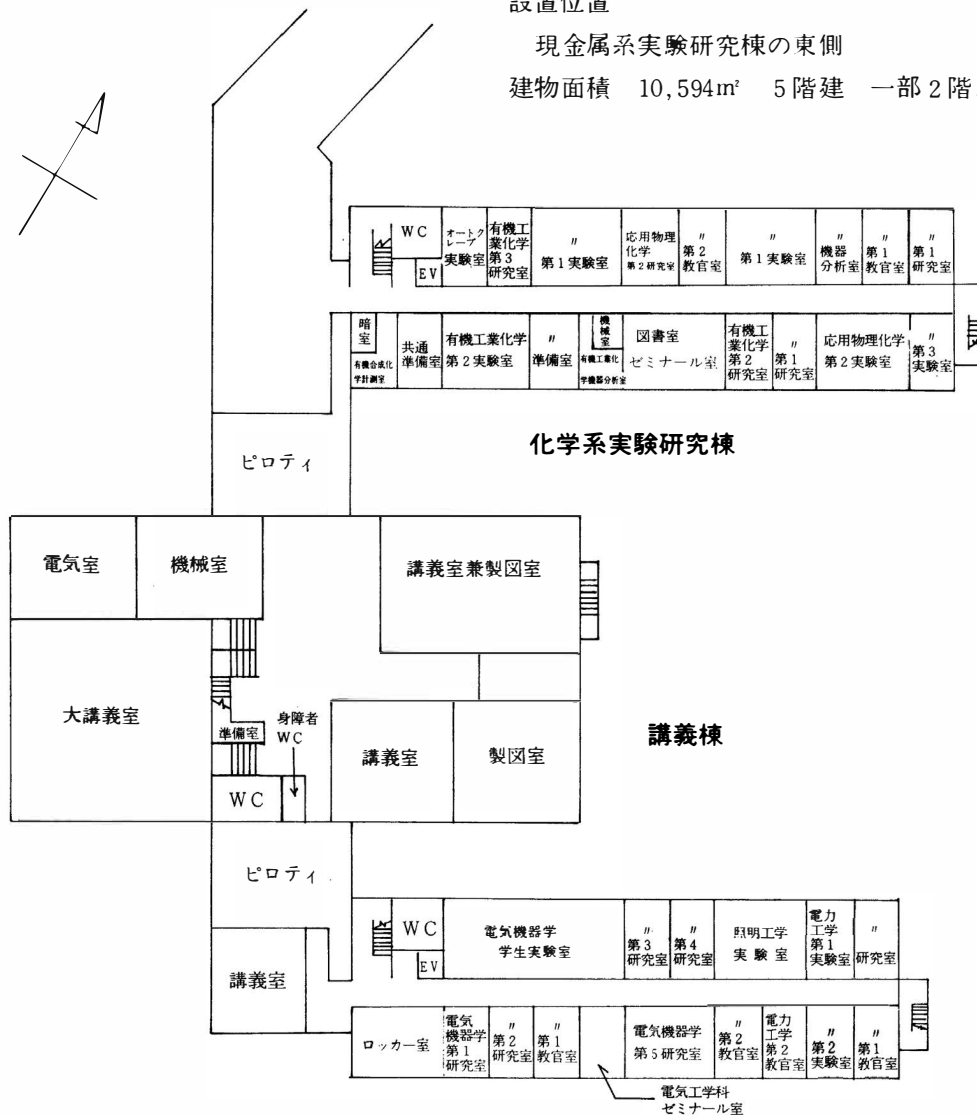 設置位置
現金属系実験研究棟の東側
建物面積 10,594m² 5階建 一部2階
WC
EV
オートク
レーブ
実験室
有機工
業化学
第3
研究室
〃
第1実験室
応用物理
化学
第2研究室
〃
第2
教官室
〃
第1実験室
〃
機器
分析室
〃
第1
教官室
〃
第1
研究室
暗
室
有機合成化
学計測室
共通
準備室
有機工業化学
第2実験室
〃
準備室
機
械
室
有機工業化
学機器分析室
図書室
ゼミナール室
有機工
業化学
第2
研究室
〃
第1
研究室
応用物理化学
第2実験室
〃
第3
実験室
化学系実験研究棟
ピロティ
電気室
機械室
講義室兼製図室
大講義室
準備室
身障者
WC
WC
講義室
製図室
講義棟
ピロティ
講義室
WC
EV
電気機器学
学生実験室
〃
第3
研究室
〃
第4
研究室
照明工学
実験室
電力
工学
第1
実験室
〃
研究室
ロッカー室
電気
機器学
第1
研究室
〃
第2
研究室
〃
第1
教官室
電気機器学
第5研究室
〃
第2
教官室
電力
工学
第2
教官室
〃
第2
実験室
〃
第1
教官室
電気工学科
ゼミナール室